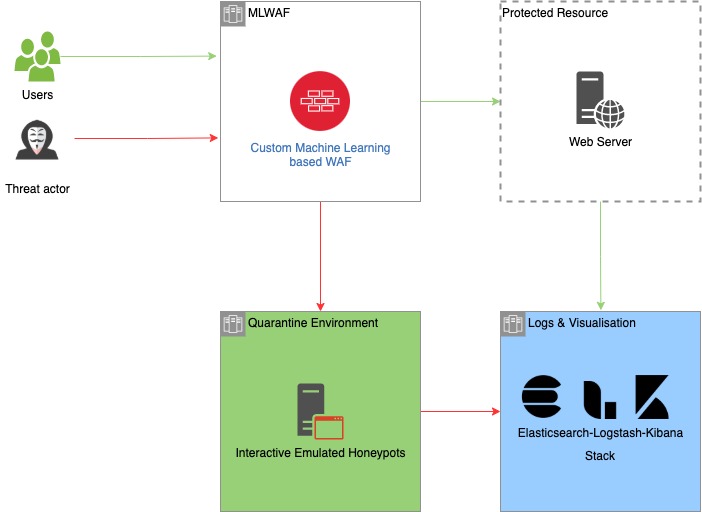 MLWAF
Protected Resource
Users
Custom Machine Learning
based WAF
Web Server
Threat actor
Quarantine Environment
Logs & Visualisation
Interactive Emulated Honeypots
Elasticsearch-Logstash-Kibana
Stack